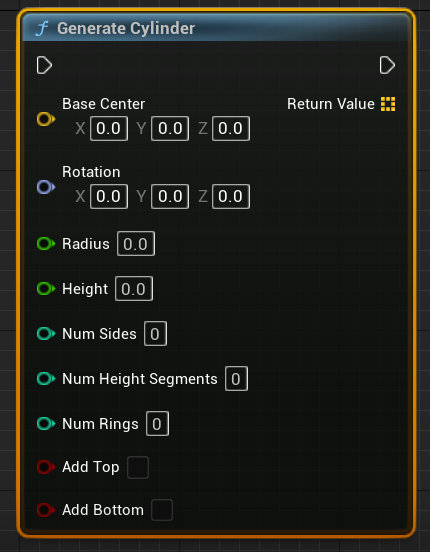 f Generate Cylinder
Base Center
Return Value
X 0.0 Y 0.0 Z 0.0
Rotation
X 0.0 Y 0.0 Z 0.0
Radius 0.0
Height 0.0
Num Sides 0
Num Height Segments 0
Num Rings 0
Add Top
Add Bottom